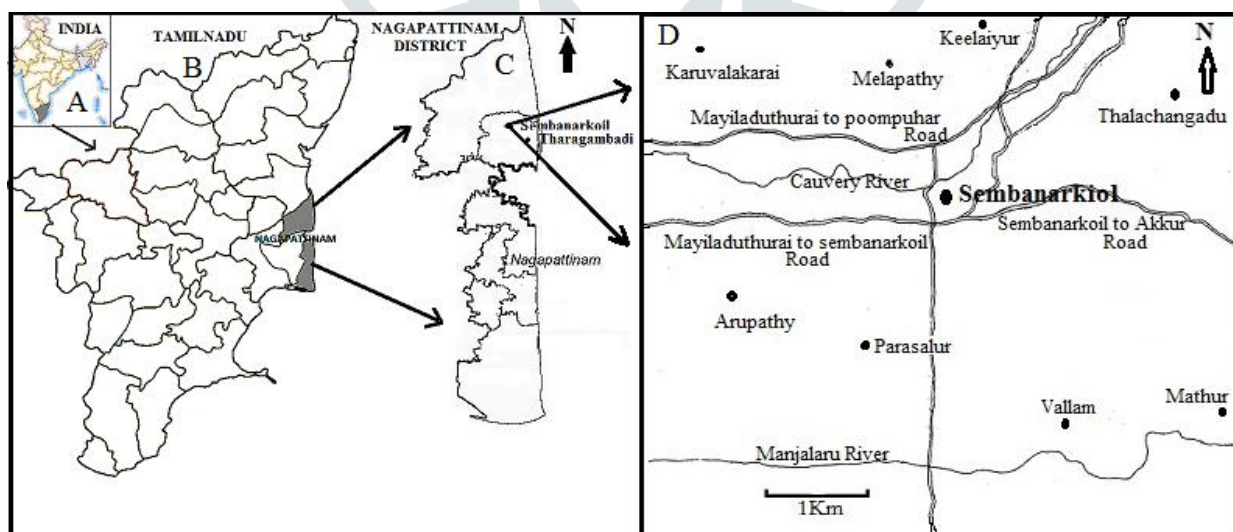 INDIA
A
TAMILNADU
B
NAGAPATTINAM
NAGAPATTINAM
DISTRICT
N
C
Sembanarkoil
Tharagambadi
Nagapattinam
D
N
Keelaiyur
Karuvalakarai
Melapathy
Thalachangadu
Mayiladuthurai to poompuhar
Road
Cauvery River
Sembanarkiol
Sembanarkoil to Akkur
Road
Mayiladuthurai to sembanarkoil
Road
Arupathy
Parasalur
Vallam
Mathur
Manjalaru River
1Km